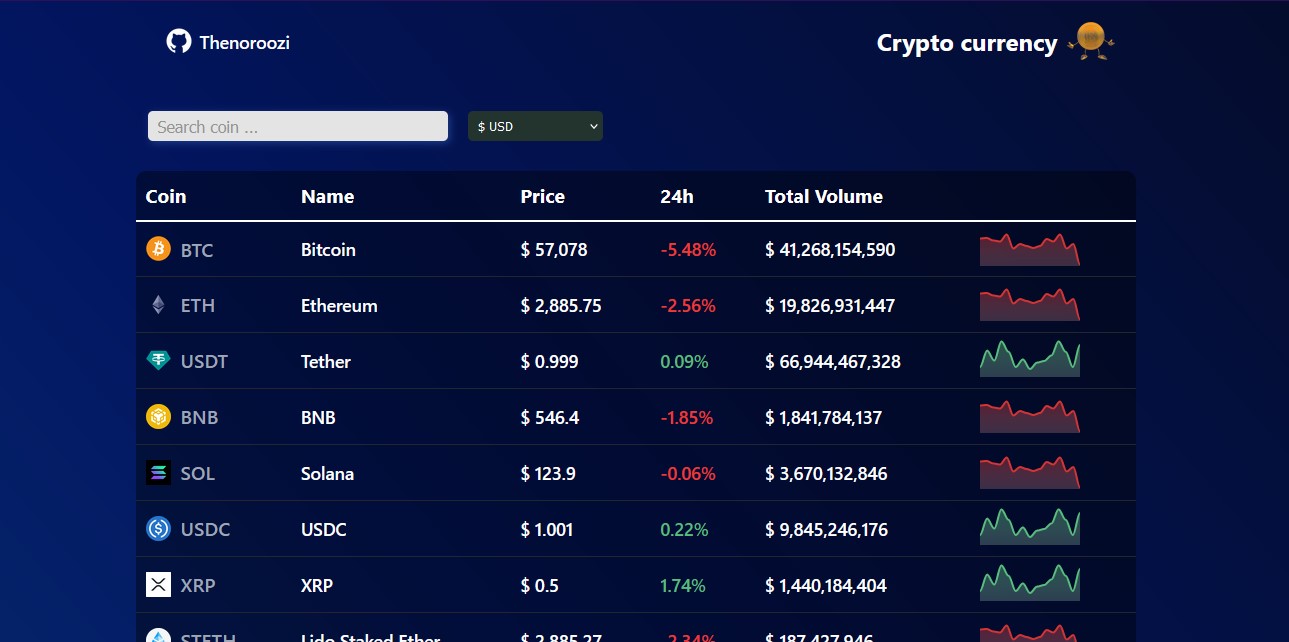 Thenoroozi
Crypto currency
Search coin ...
$ USD
Coin Name Price 24h Total Volume
BTC Bitcoin $ 57,078 -5.48% $ 41,268,154,590
ETH Ethereum $ 2,885.75 -2.56% $ 19,826,931,447
USDT Tether $ 0.999 0.09% $ 66,944,467,328
BNB BNB $ 546.4 -1.85% $ 1,841,784,137
SOL Solana $ 123.9 -0.06% $ 3,670,132,846
USDC USDC $ 1.001 0.22% $ 9,845,246,176
XRP XRP $ 0.5 1.74% $ 1,440,184,404
STETH Lido Staked Ether $ 2,885.27 -2.34% $ 187,427,946